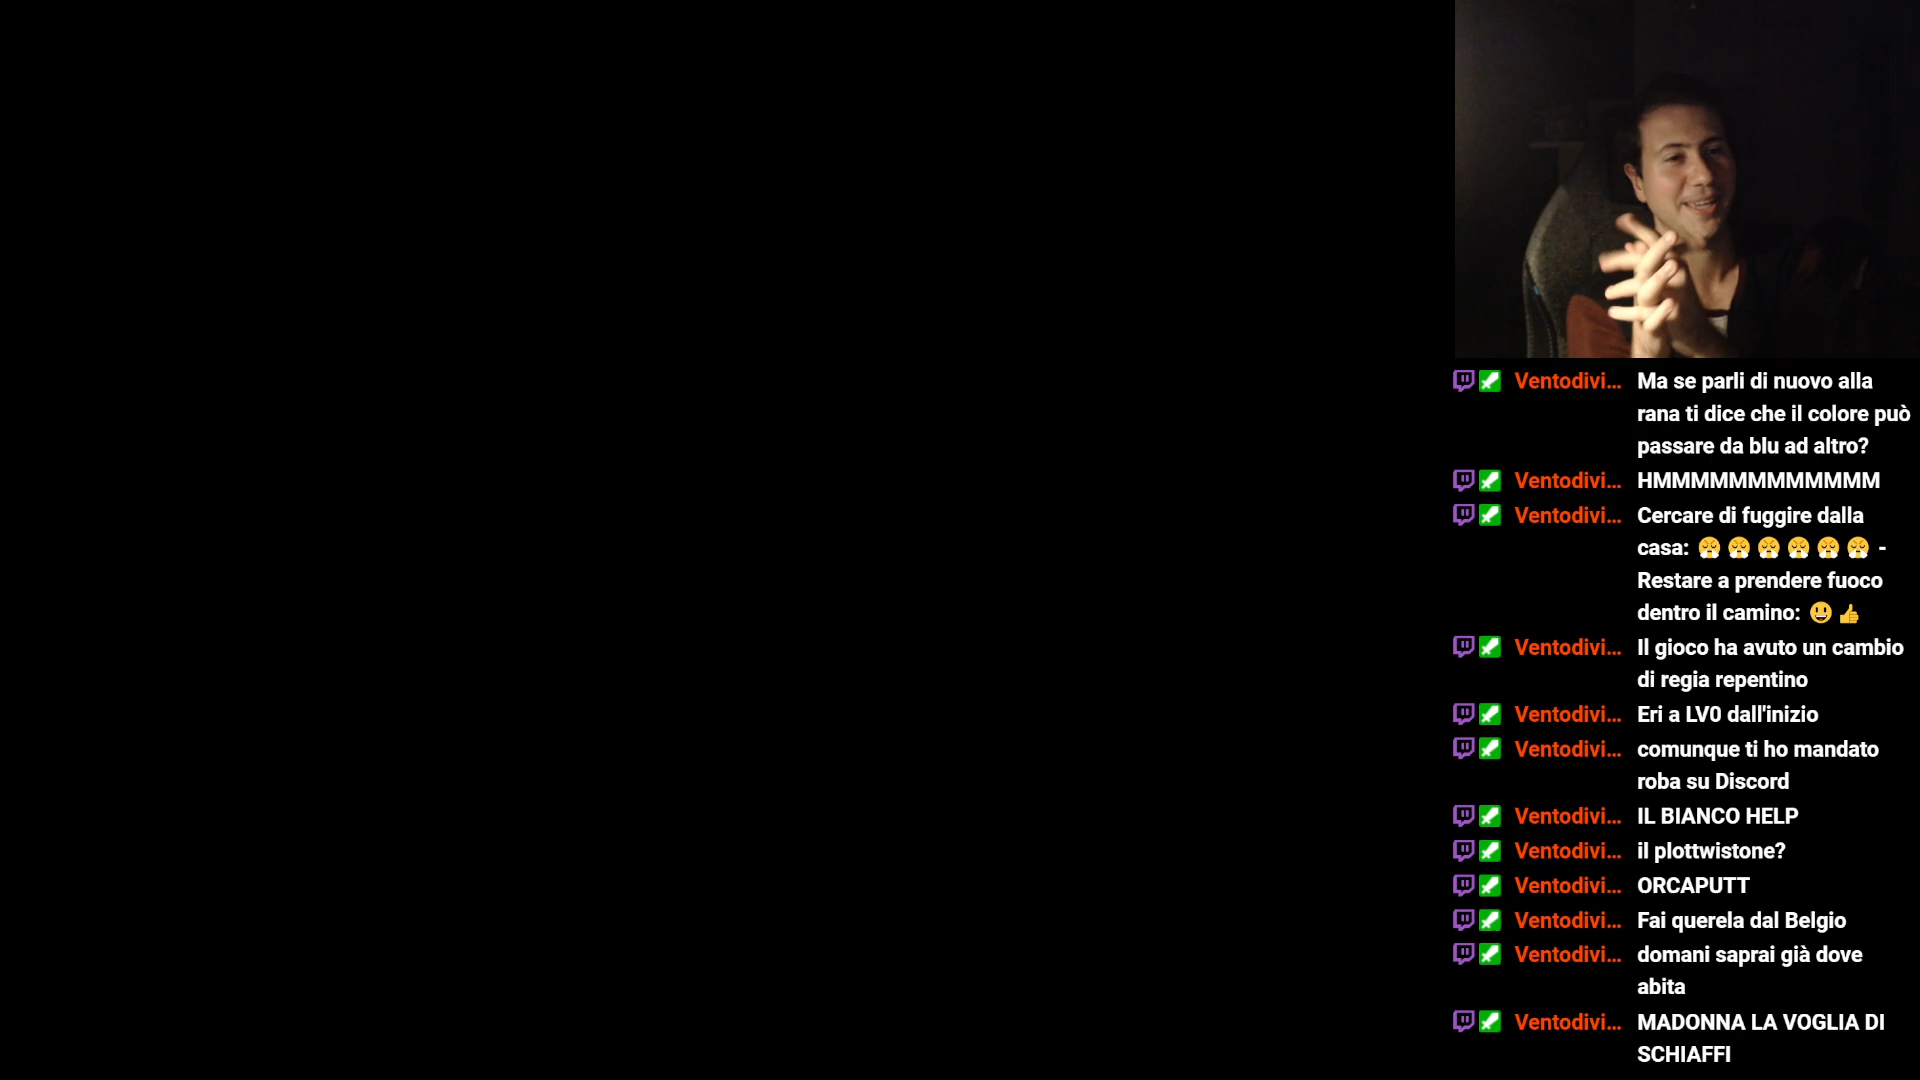 Ventodivi... Ma se parli di nuovo alla
rana ti dice che il colore può
passare da blu ad altro?
Ventodivi... HMMMMMMMMMMMM
Ventodivi... Cercare di fuggire dalla
casa: 😤 😤 😤 😤 😤 😤 -
Restare a prendere fuoco
dentro il camino: 😃 👍
Ventodivi... Il gioco ha avuto un cambio
di regia repentino
Ventodivi... Eri a LV0 dall'inizio
Ventodivi... comunque ti ho mandato
roba su Discord
Ventodivi... IL BIANCO HELP
Ventodivi... il plottwistone?
Ventodivi... ORCAPUTT
Ventodivi... Fai querela dal Belgio
Ventodivi... domani saprai già dove
abita
Ventodivi... MADONNA LA VOGLIA DI
SCHIAFFI